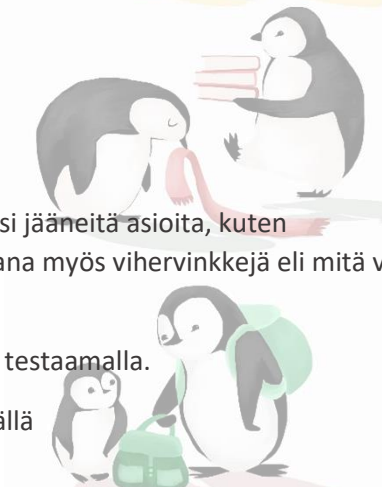 si jääneitä asioita, kuten
ana myös vihervinkkejä eli mitä v
testaamalla.
ällä